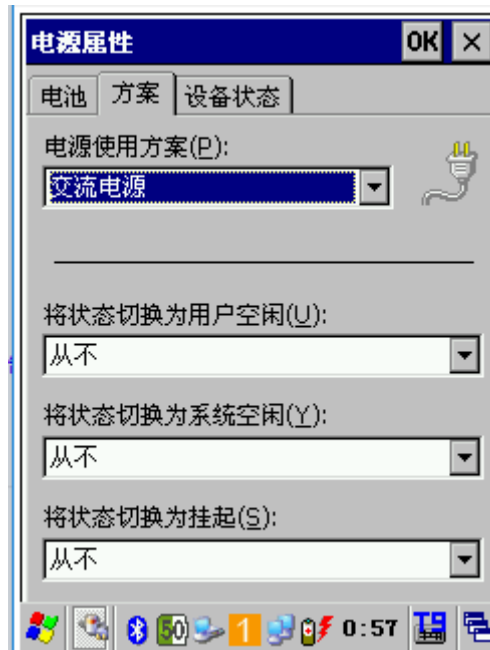 电源属性 OK ×
电池 方案 设备状态
电源使用方案(P):
交流电源
将状态切换为用户空闲(U):
从不
将状态切换为系统空闲(Y):
从不
将状态切换为挂起(S):
从不
50 1 0:57